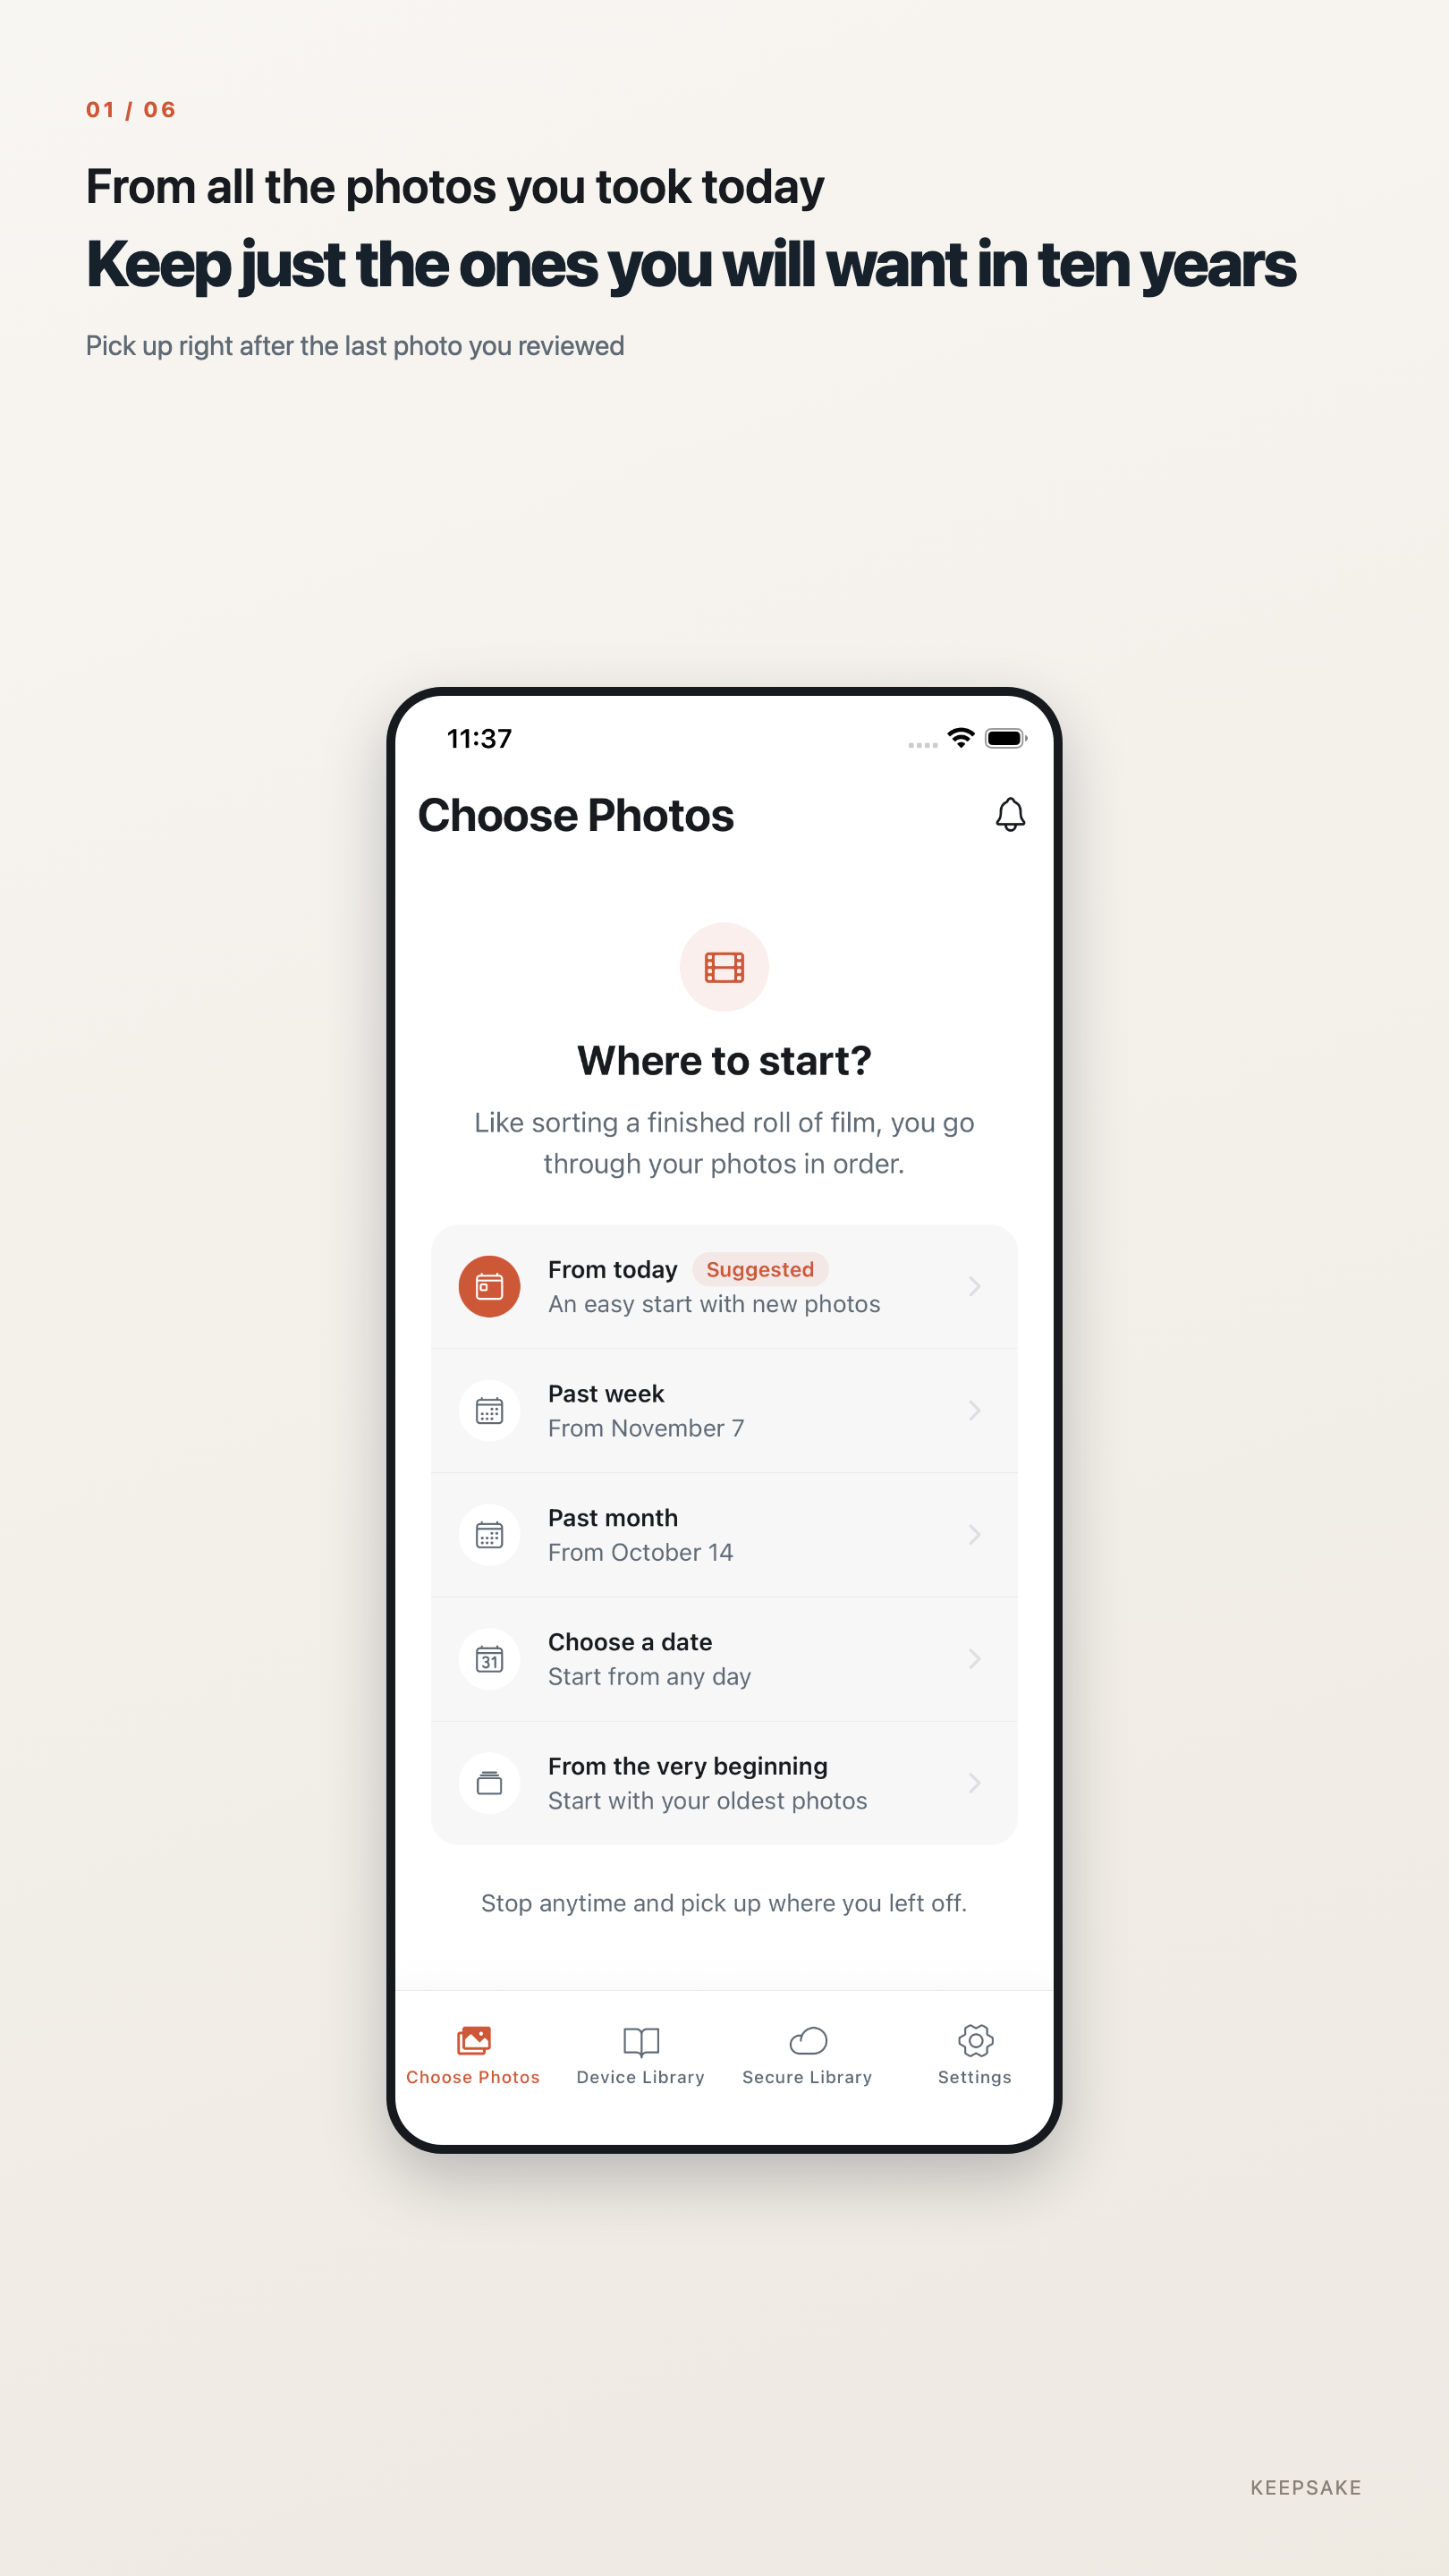 01 / 06
From all the photos you took today
Keep just the ones you will want in ten years
Pick up right after the last photo you reviewed
11:37
Choose Photos
Where to start?
Like sorting a finished roll of film, you go
through your photos in order.
From today Suggested
An easy start with new photos
Past week
From November 7
Past month
From October 14
31
Choose a date
Start from any day
From the very beginning
Start with your oldest photos
Stop anytime and pick up where you left off.
Choose Photos Device Library Secure Library Settings
KEEPSAKE